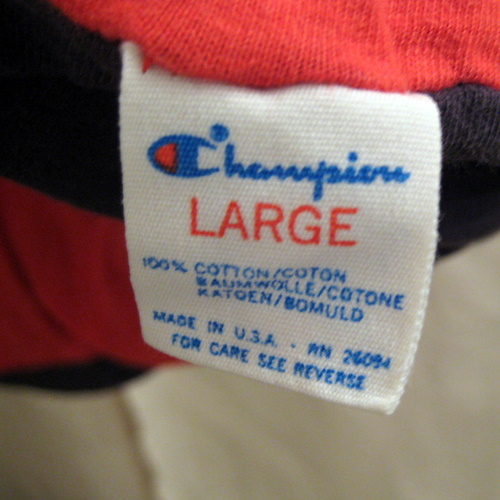 Champion
LARGE
100% COTTON/COTON
BAUMWOLLE/COTONE
KATOEN/BOMULD
MADE IN U.S.A. - RN 26094
FOR CARE SEE REVERSE